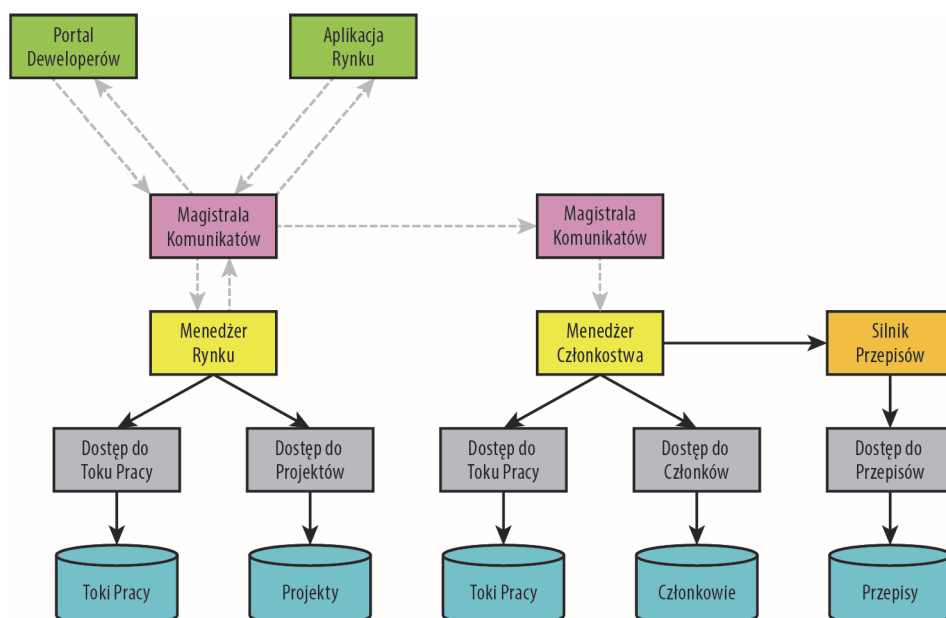 Portal
Deweloperów
Aplikacja
Rynku
Magistrala
Komunikatów
Magistrala
Komunikatów
Menedżer
Rynku
Menedżer
Członkostwa
Silnik
Przepisów
Dostęp do
Toku Pracy
Dostęp do
Projektów
Dostęp do
Toku Pracy
Dostęp do
Członków
Dostęp do
Przepisów
Toki Pracy
Projekty
Toki Pracy
Członkowie
Przepisy